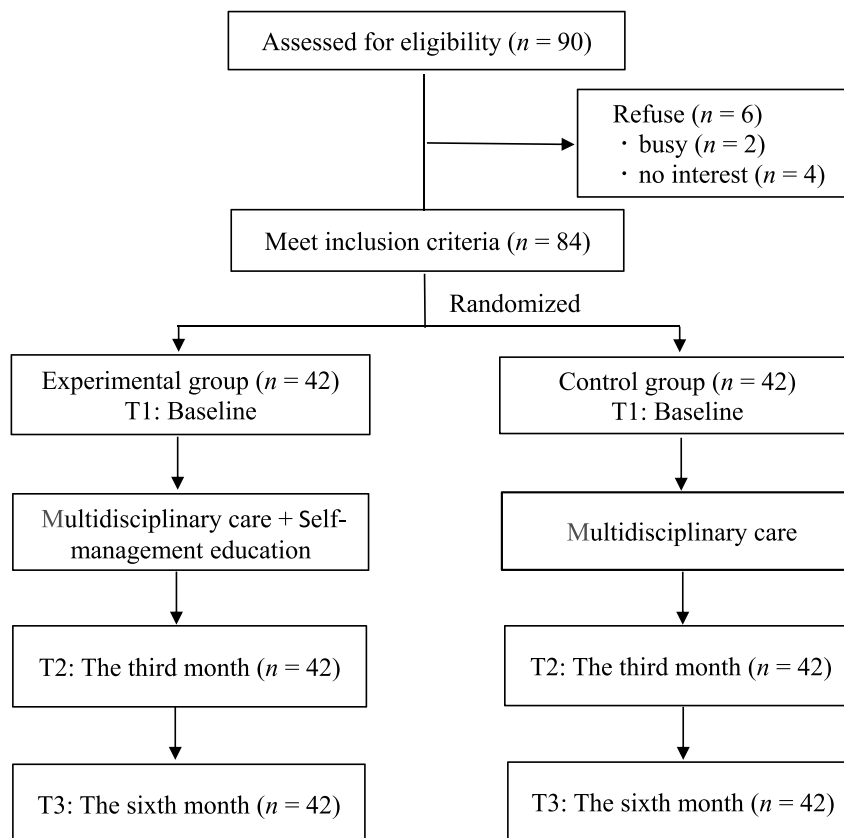 Assessed for eligibility (n = 90)
Refuse (n = 6)
· busy (n = 2)
· no interest (n = 4)
Meet inclusion criteria (n = 84)
Randomized
Experimental group (n = 42)
T1: Baseline
Control group (n = 42)
T1: Baseline
Multidisciplinary care + Self-
management education
Multidisciplinary care
T2: The third month (n = 42)
T2: The third month (n = 42)
T3: The sixth month (n = 42)
T3: The sixth month (n = 42)